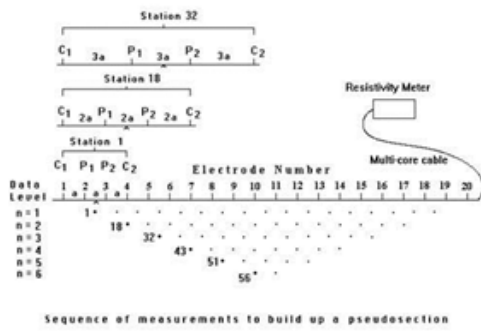 Station 32
C1 3a P1 3a P2 3a C2
Station 18
C1 2a P1 2a P2 2a C2
Resistivity Meter
Station 1
C1 P1 P2 C2
Multi-core cable
Electrode Number
Data Level
1 a 2 3 a 4 5 6 7 8 9 10 11 12 13 14 15 16 17 18 19 20
n = 1 1
n = 2 18
n = 3 32
n = 4 43
n = 5 51
n = 6 56
Sequence of measurements to build up a pseudosection